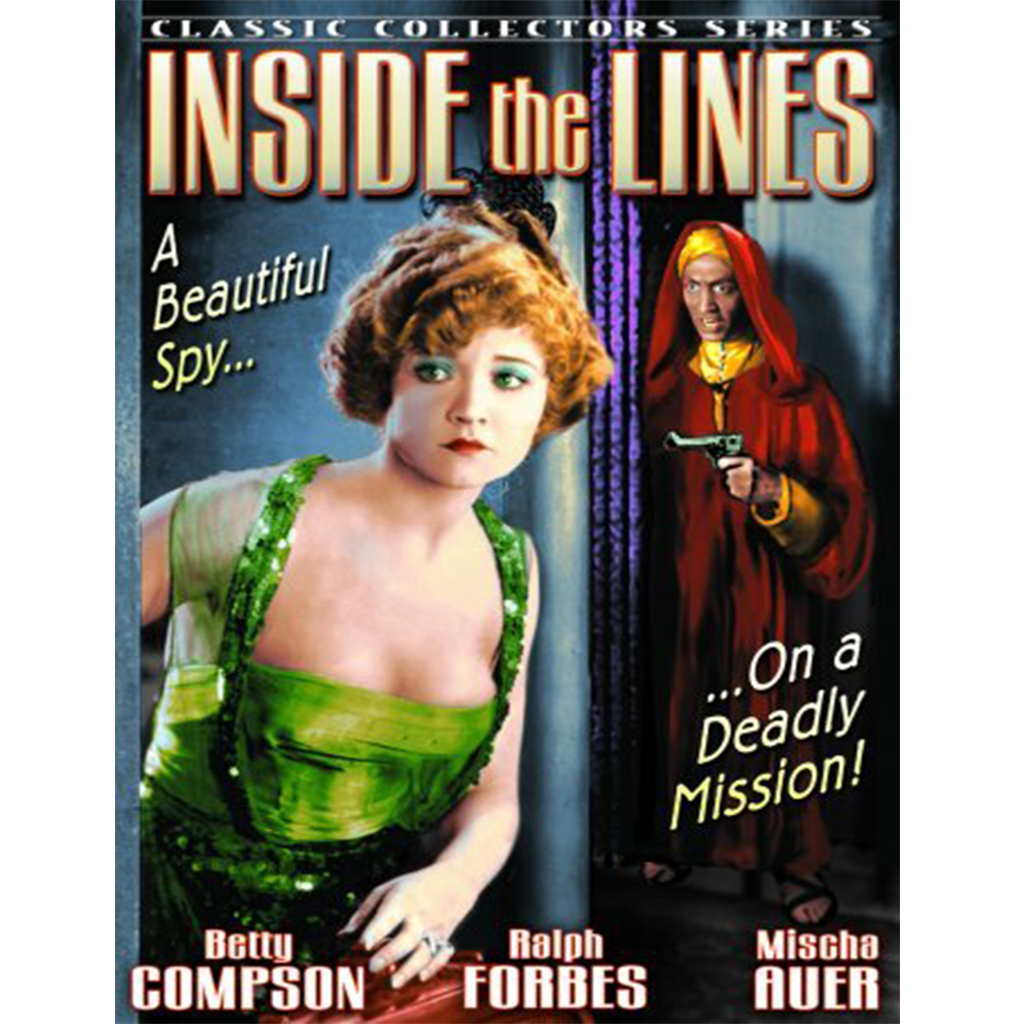 CLASSIC COLLECTORS SERIES
INSIDE the LINES
A
Beautiful
Spy...
...On a
Deadly
Mission!
Betty
COMPSON
Ralph
FORBES
Mischa
AUER